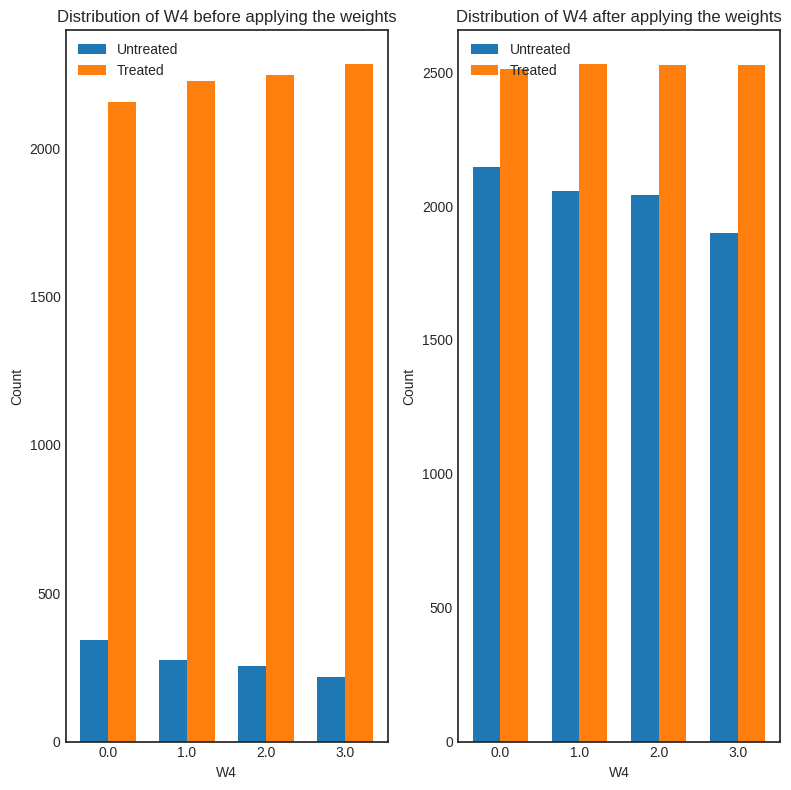 Distribution of W4 before applying the weights
Untreated
Treated
2000
1500
1000
500
0
Count
0.0 1.0 2.0 3.0
W4
Distribution of W4 after applying the weights
Untreated
Treated
2500
2000
1500
1000
500
0
Count
0.0 1.0 2.0 3.0
W4